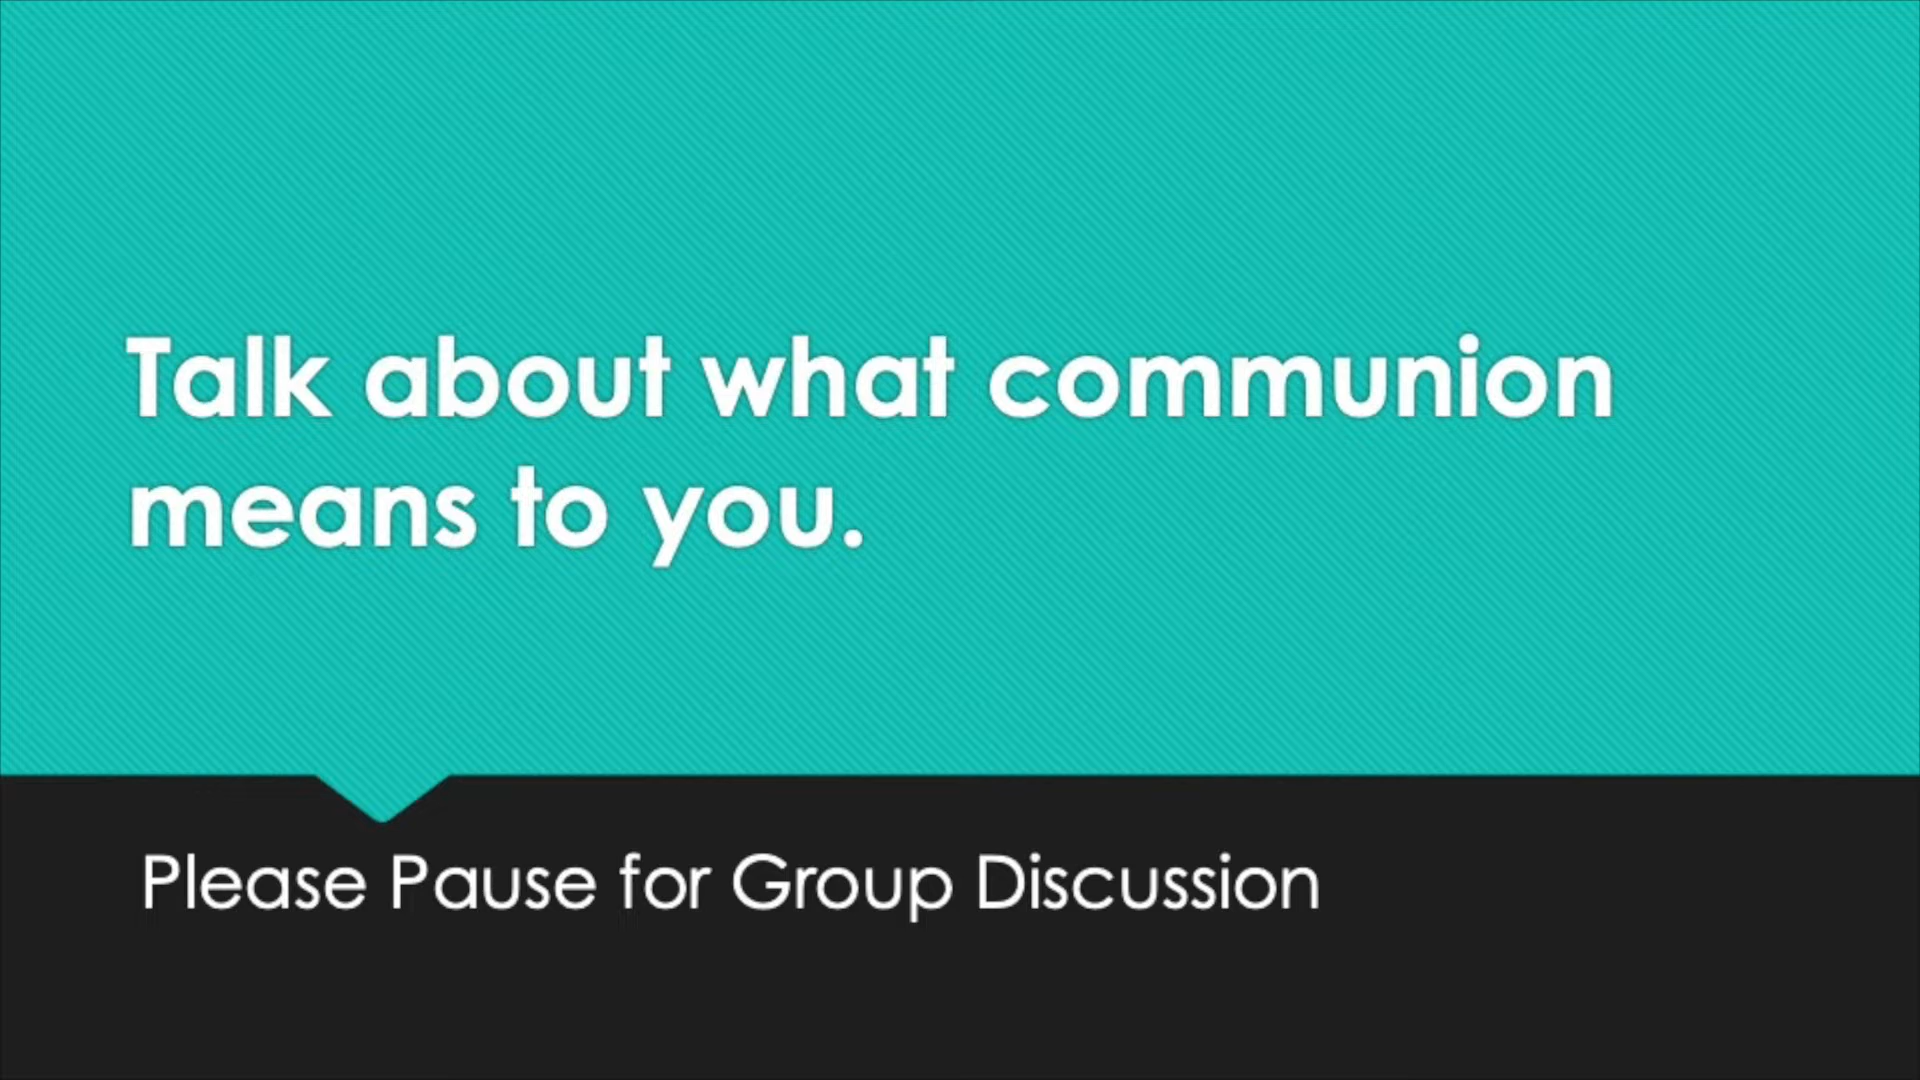 Talk about what communion
means to you.
Please Pause for Group Discussion